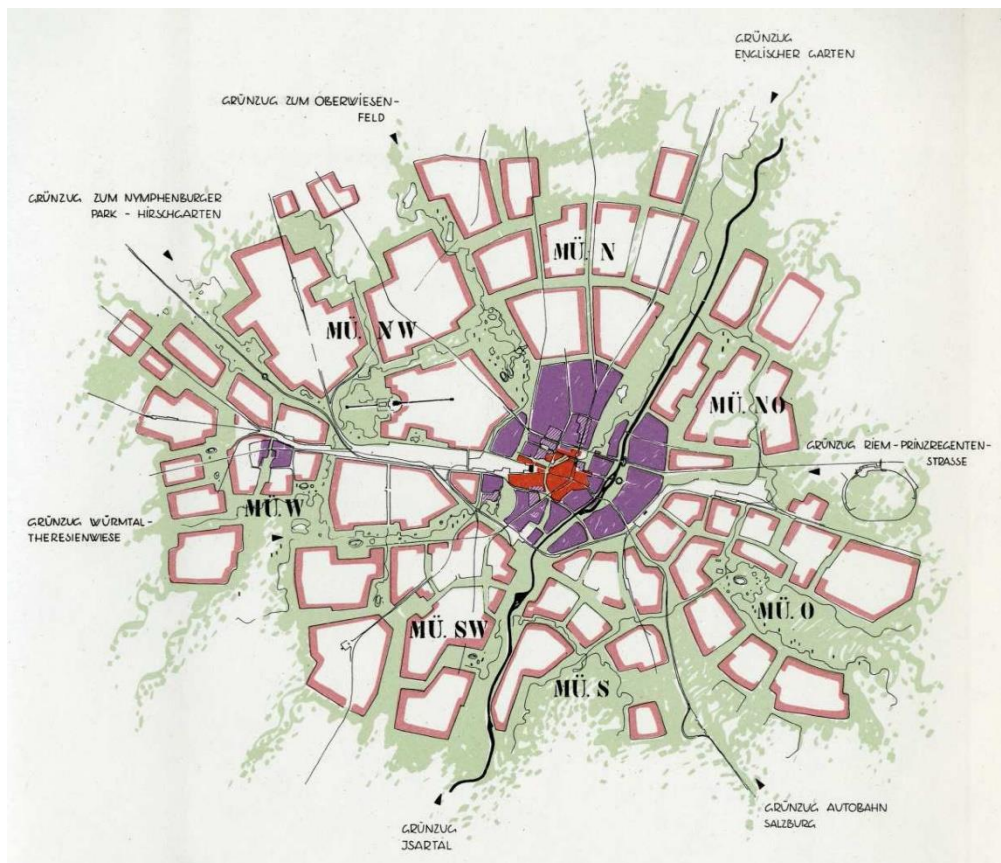 GRÜNZUG
ENGLISCHER GARTEN
GRÜNZUG ZUM OBERWIESEN-
FELD
GRÜNZUG ZUM NYMPHENBURGER
PARK - HIRSCHGARTEN
MÜ. N
MÜ. NW
MÜ. NO
GRÜNZUG RIEM-PRINZREGENTEN-
STRASSE
MÜ. W
GRÜNZUG WÜRMTAL-
THERESIENWIESE
MÜ. O
MÜ. SW
MÜ. S
GRÜNZUG AUTOBAHN
SALZBURG
GRÜNZUG
JSARTAL